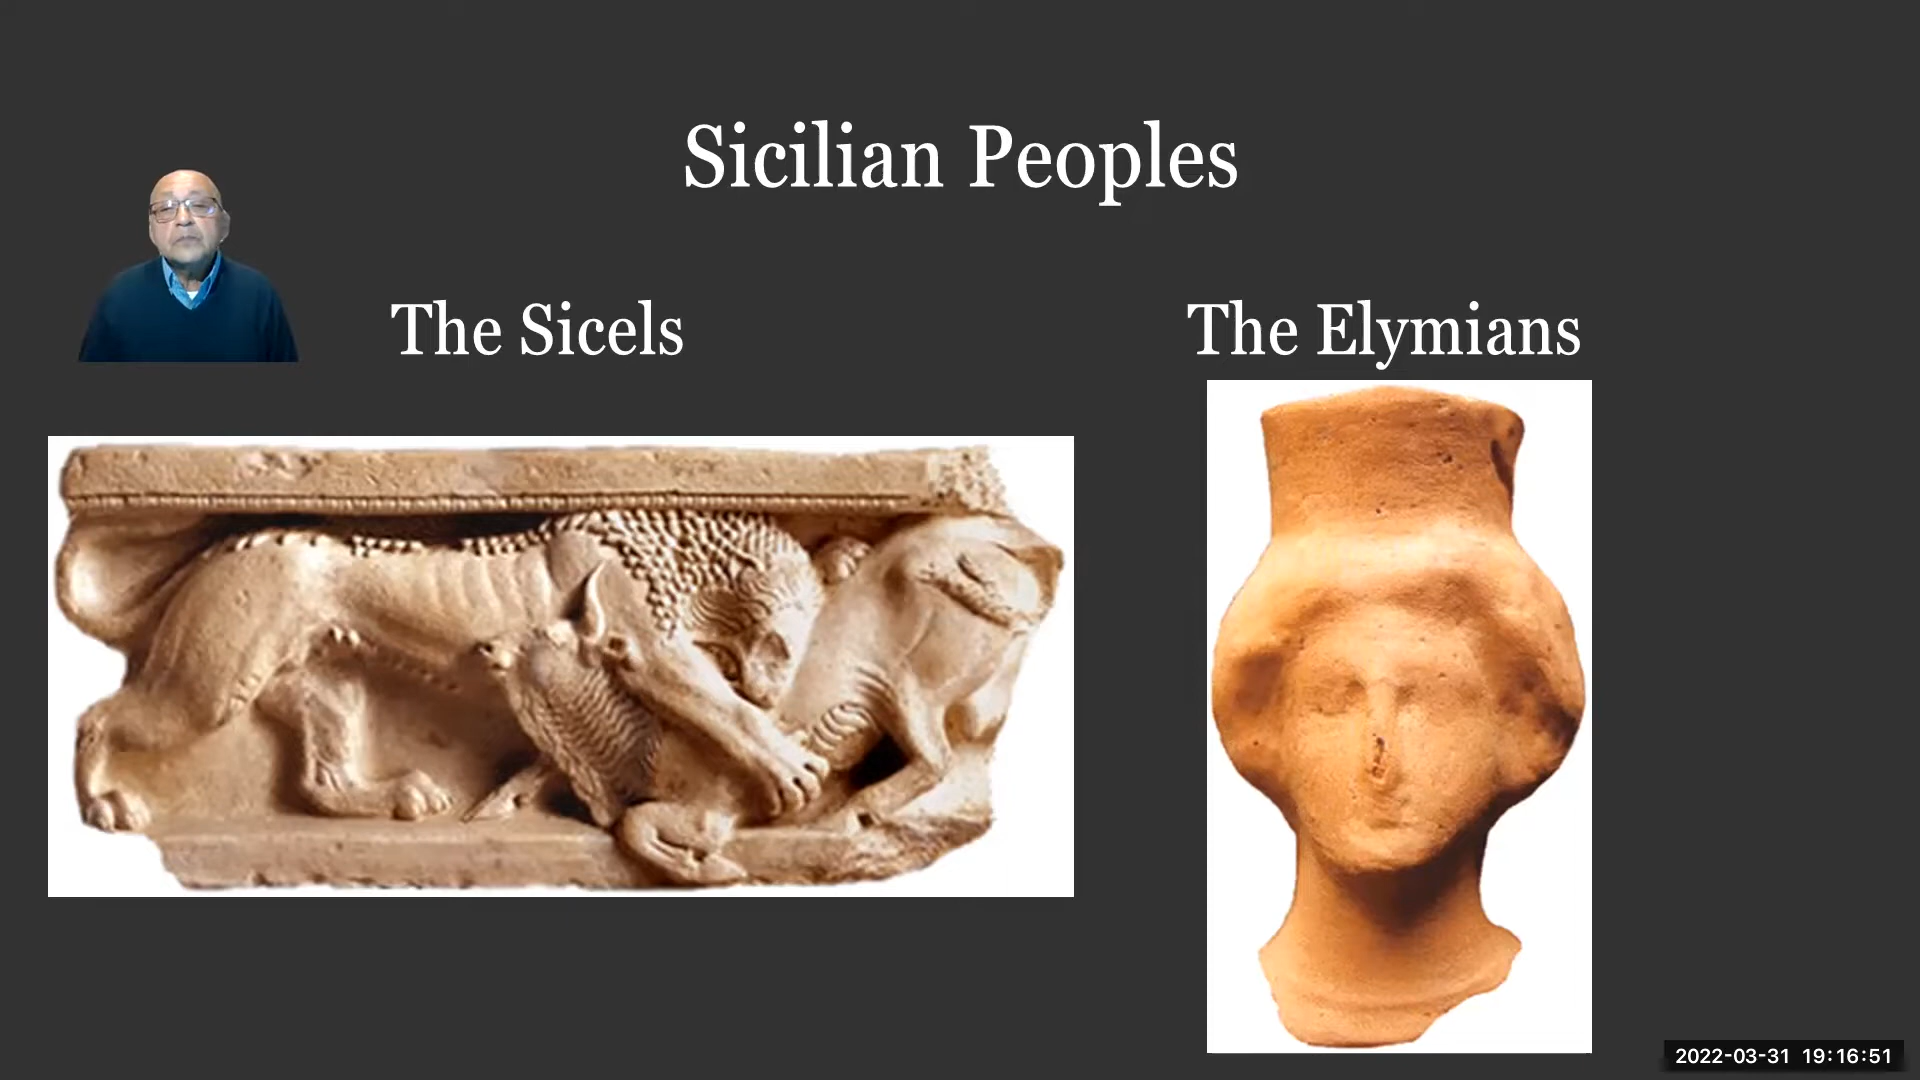 Sicilian Peoples
The Sicels
The Elymians
2022-03-31 19:16:51